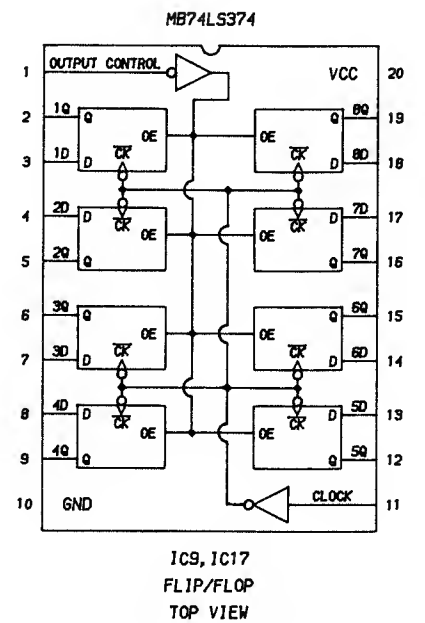 MB74LS374
1 OUTPUT CONTROL VCC 20
2 1Q Q OE OE Q 8Q 19
3 1D D CK CK D 8D 18
4 2D D CK CK D 7D 17
5 2Q Q OE OE Q 7Q 16
6 3Q Q OE OE Q 6Q 15
7 3D D CK CK D 6D 14
8 4D D CK CK D 5D 13
9 4Q Q OE OE Q 5Q 12
10 GND CLOCK 11
IC9, IC17
FLIP/FLOP
TOP VIEW